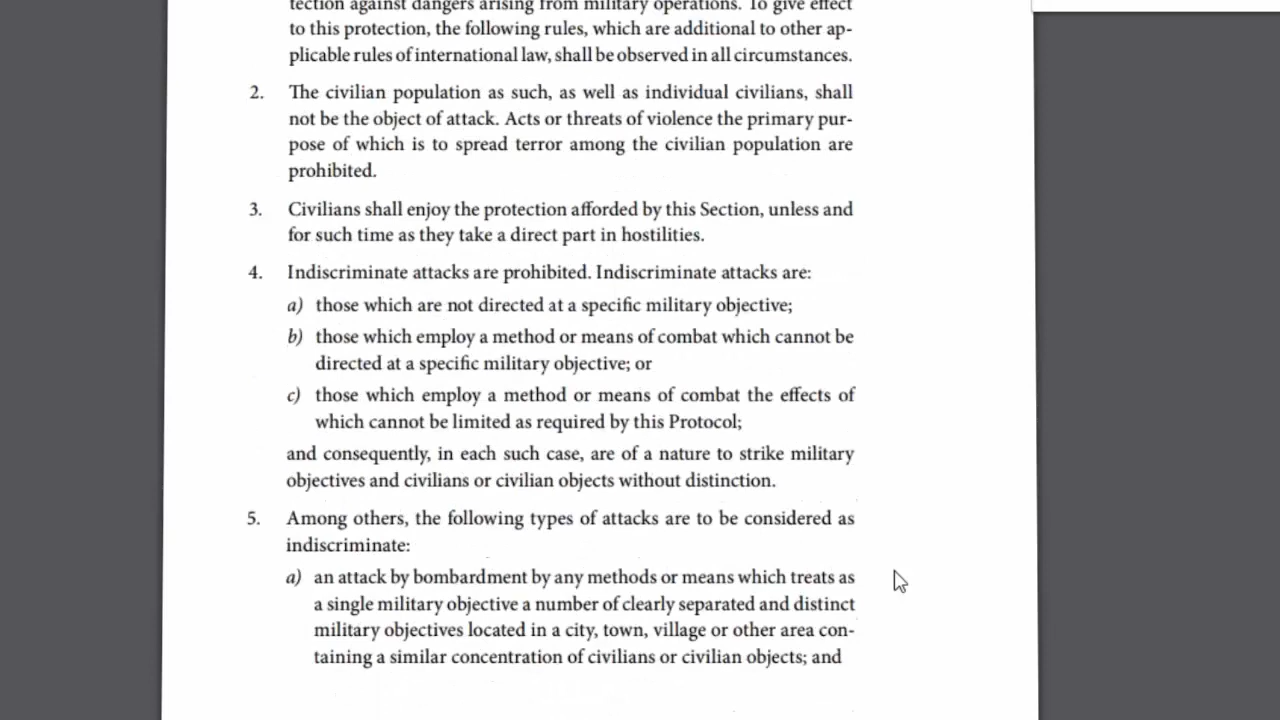 tection against dangers arising from military operations. To give effect
to this protection, the following rules, which are additional to other ap-
plicable rules of international law, shall be observed in all circumstances.
2. The civilian population as such, as well as individual civilians, shall
not be the object of attack. Acts or threats of violence the primary pur-
pose of which is to spread terror among the civilian population are
prohibited.
3. Civilians shall enjoy the protection afforded by this Section, unless and
for such time as they take a direct part in hostilities.
4. Indiscriminate attacks are prohibited. Indiscriminate attacks are:
a) those which are not directed at a specific military objective;
b) those which employ a method or means of combat which cannot be
directed at a specific military objective; or
c) those which employ a method or means of combat the effects of
which cannot be limited as required by this Protocol;
and consequently, in each such case, are of a nature to strike military
objectives and civilians or civilian objects without distinction.
5. Among others, the following types of attacks are to be considered as
indiscriminate:
a) an attack by bombardment by any methods or means which treats as
a single military objective a number of clearly separated and distinct
military objectives located in a city, town, village or other area con-
taining a similar concentration of civilians or civilian objects; and